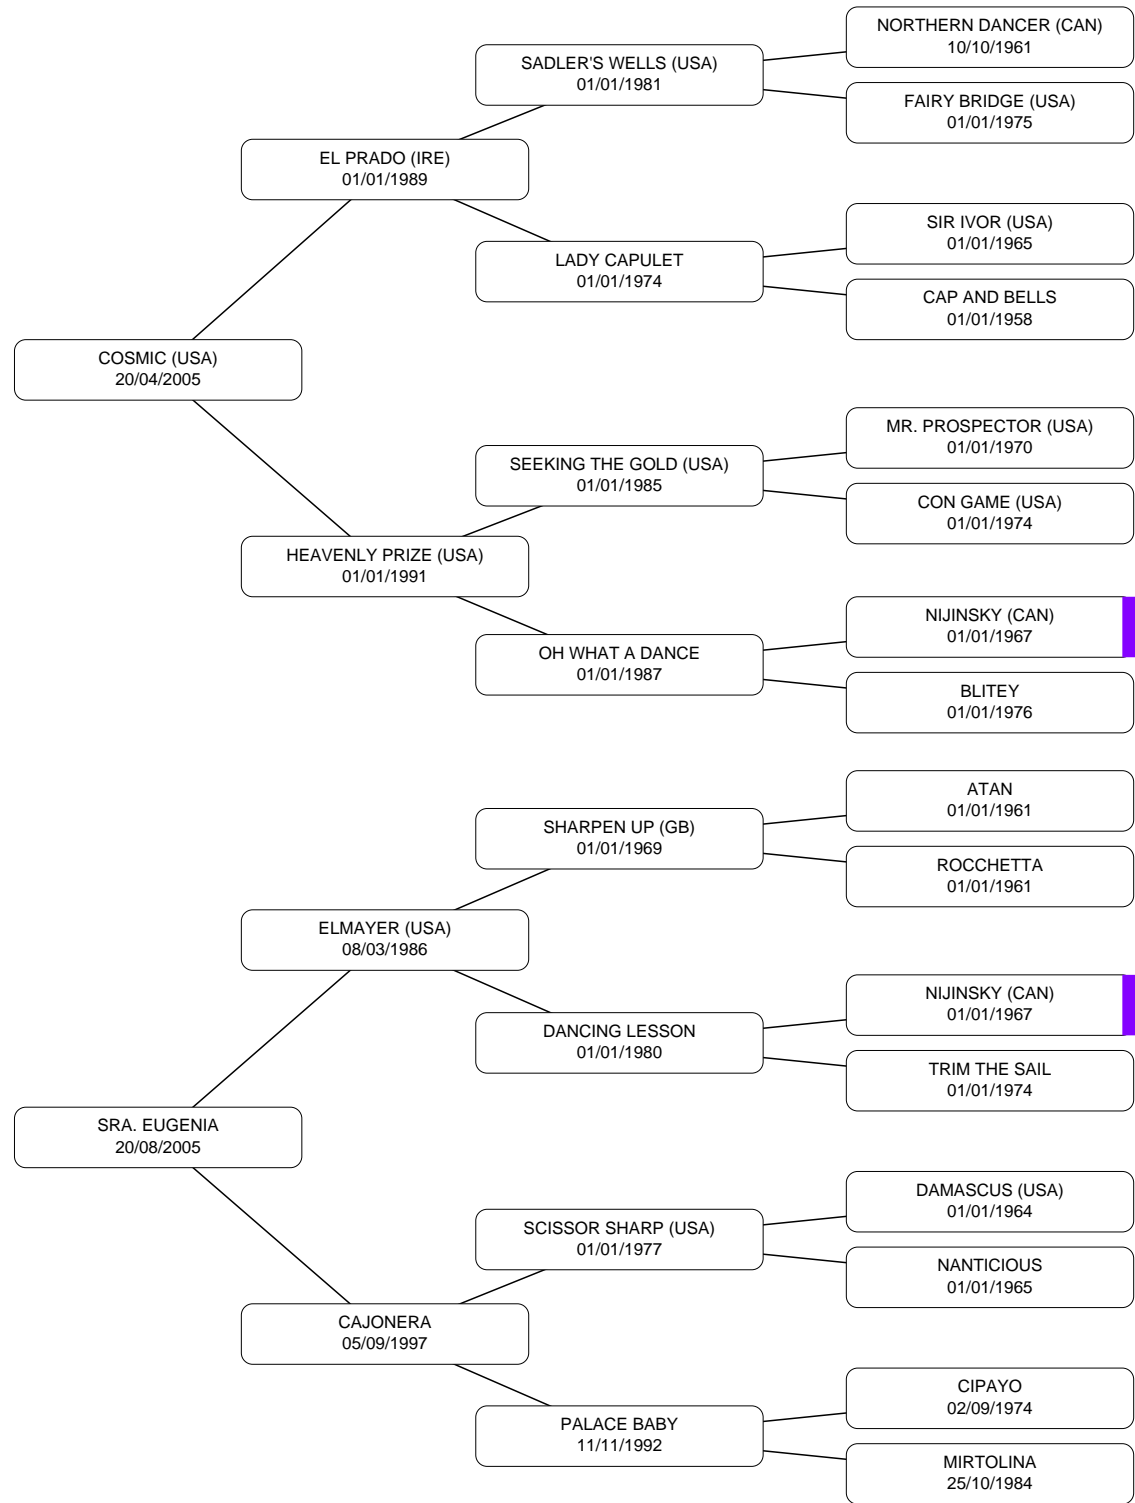 NORTHERN DANCER (CAN)
10/10/1961
SADLER'S WELLS (USA)
01/01/1981
FAIRY BRIDGE (USA)
01/01/1975
EL PRADO (IRE)
01/01/1989
SIR IVOR (USA)
01/01/1965
LADY CAPULET
01/01/1974
CAP AND BELLS
01/01/1958
COSMIC (USA)
20/04/2005
MR. PROSPECTOR (USA)
01/01/1970
SEEKING THE GOLD (USA)
01/01/1985
CON GAME (USA)
01/01/1974
HEAVENLY PRIZE (USA)
01/01/1991
NIJINSKY (CAN)
01/01/1967
OH WHAT A DANCE
01/01/1987
BLITEY
01/01/1976
ATAN
01/01/1961
SHARPEN UP (GB)
01/01/1969
ROCCHETTA
01/01/1961
ELMAYER (USA)
08/03/1986
NIJINSKY (CAN)
01/01/1967
DANCING LESSON
01/01/1980
TRIM THE SAIL
01/01/1974
SRA. EUGENIA
20/08/2005
DAMASCUS (USA)
01/01/1964
SCISSOR SHARP (USA)
01/01/1977
NANTICIOUS
01/01/1965
CAJONERA
05/09/1997
CIPAYO
02/09/1974
PALACE BABY
11/11/1992
MIRTOLINA
25/10/1984